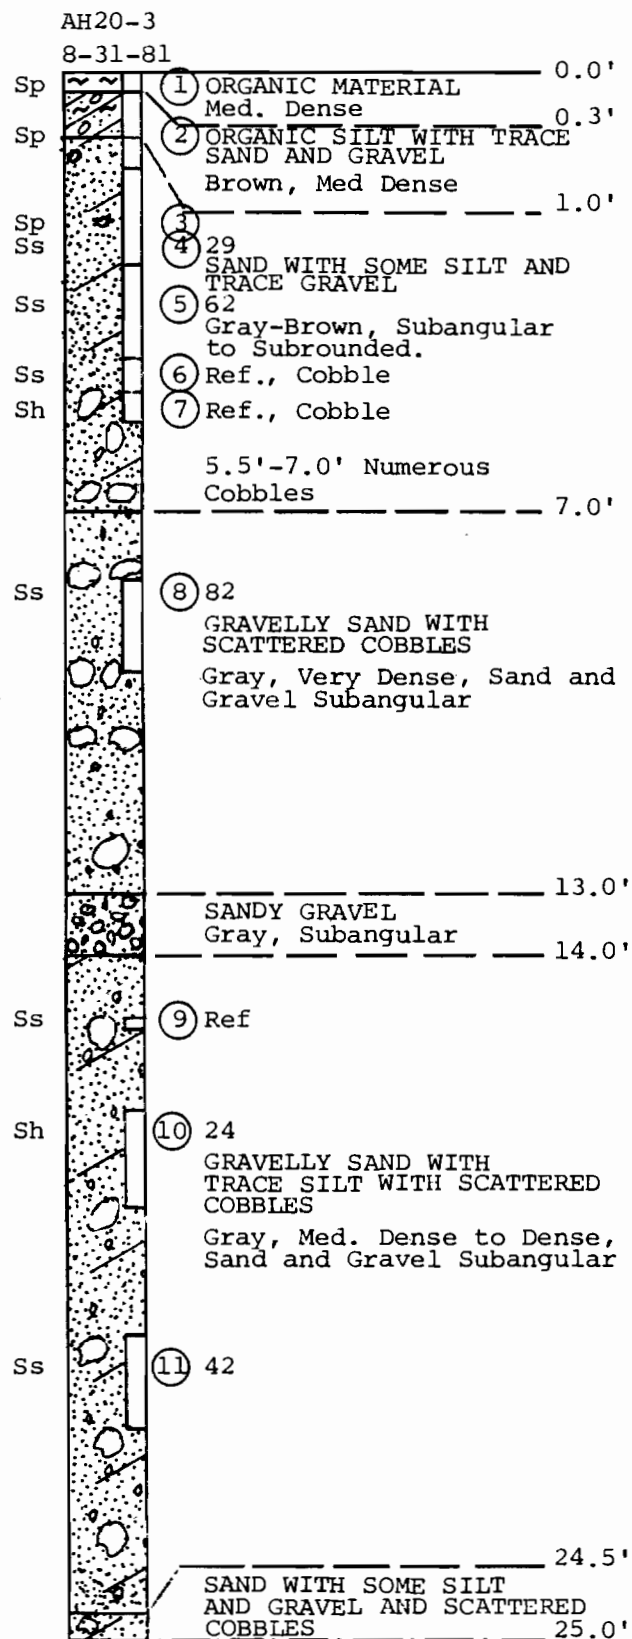 AH20-3
8-31-81
0.0'
Sp 1 ORGANIC MATERIAL
Med. Dense
0.3'
Sp 2 ORGANIC SILT WITH TRACE
SAND AND GRAVEL
Brown, Med Dense
1.0'
Sp 3
Ss 4 29
SAND WITH SOME SILT AND
TRACE GRAVEL
Ss 5 62
Gray-Brown, Subangular
to Subrounded.
Ss 6 Ref., Cobble
Sh 7 Ref., Cobble
5.5'-7.0' Numerous
Cobbles
7.0'
Ss 8 82
GRAVELLY SAND WITH
SCATTERED COBBLES
Gray, Very Dense, Sand and
Gravel Subangular
13.0'
SANDY GRAVEL
Gray, Subangular
14.0'
Ss 9 Ref
Sh 10 24
GRAVELLY SAND WITH
TRACE SILT WITH SCATTERED
COBBLES
Gray, Med. Dense to Dense,
Sand and Gravel Subangular
Ss 11 42
24.5'
SAND WITH SOME SILT
AND GRAVEL AND SCATTERED
COBBLES 25.0'